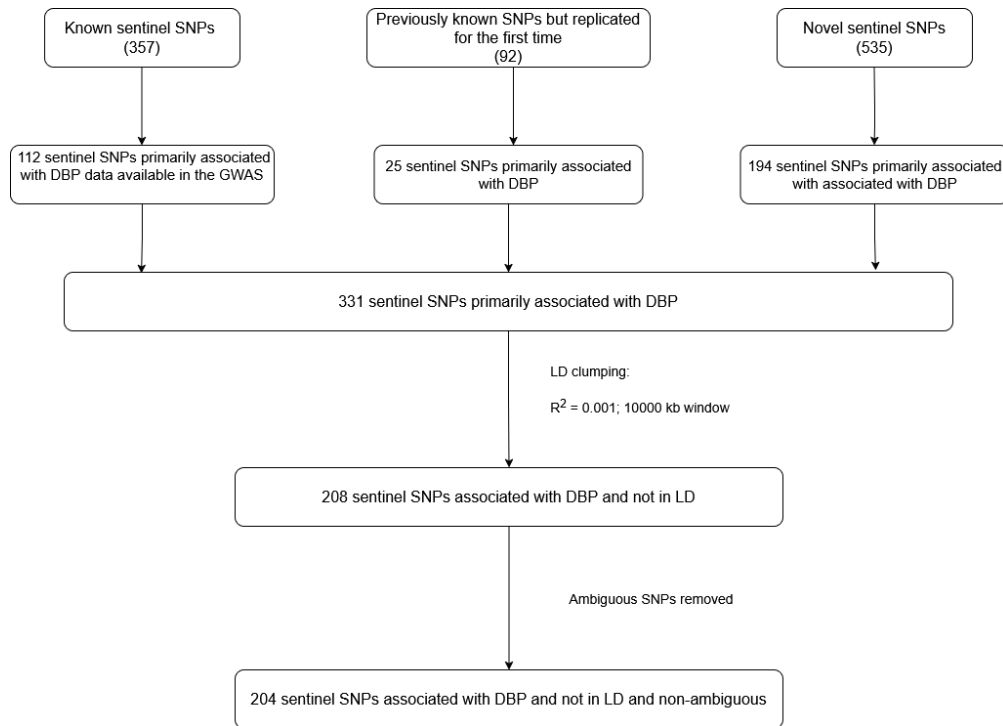 Known sentinel SNPs
(357)
Previously known SNPs but replicated
for the first time
(92)
Novel sentinel SNPs
(535)
112 sentinel SNPs primarily associated
with DBP data available in the GWAS
25 sentinel SNPs primarily associated
with DBP
194 sentinel SNPs primarily associated
with associated with DBP
331 sentinel SNPs primarily associated with DBP
LD clumping:
R² = 0.001; 10000 kb window
208 sentinel SNPs associated with DBP and not in LD
Ambiguous SNPs removed
204 sentinel SNPs associated with DBP and not in LD and non-ambiguous